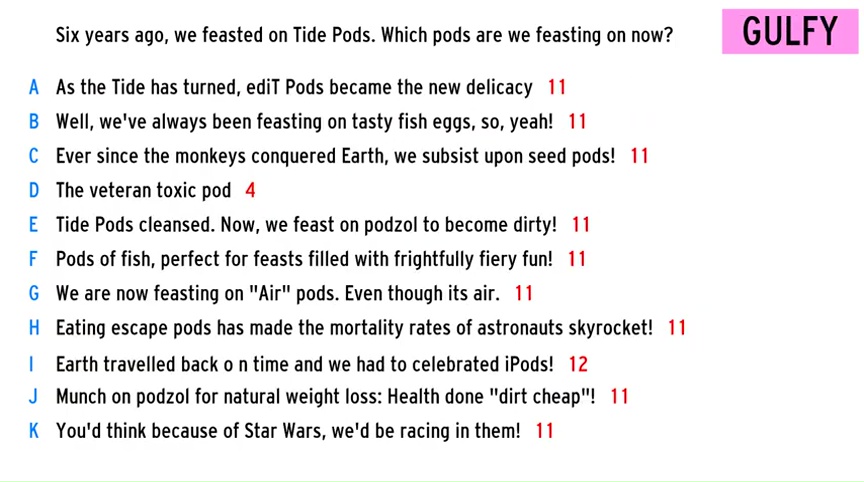 Six years ago, we feasted on Tide Pods. Which pods are we feasting on now?
GULFY
A As the Tide has turned, ediT Pods became the new delicacy 11
B Well, we've always been feasting on tasty fish eggs, so, yeah! 11
C Ever since the monkeys conquered Earth, we subsist upon seed pods! 11
D The veteran toxic pod 4
E Tide Pods cleansed. Now, we feast on podzol to become dirty! 11
F Pods of fish, perfect for feasts filled with frightfully fiery fun! 11
G We are now feasting on "Air" pods. Even though its air. 11
H Eating escape pods has made the mortality rates of astronauts skyrocket! 11
I Earth travelled back o n time and we had to celebrated iPods! 12
J Munch on podzol for natural weight loss: Health done "dirt cheap"! 11
K You'd think because of Star Wars, we'd be racing in them! 11